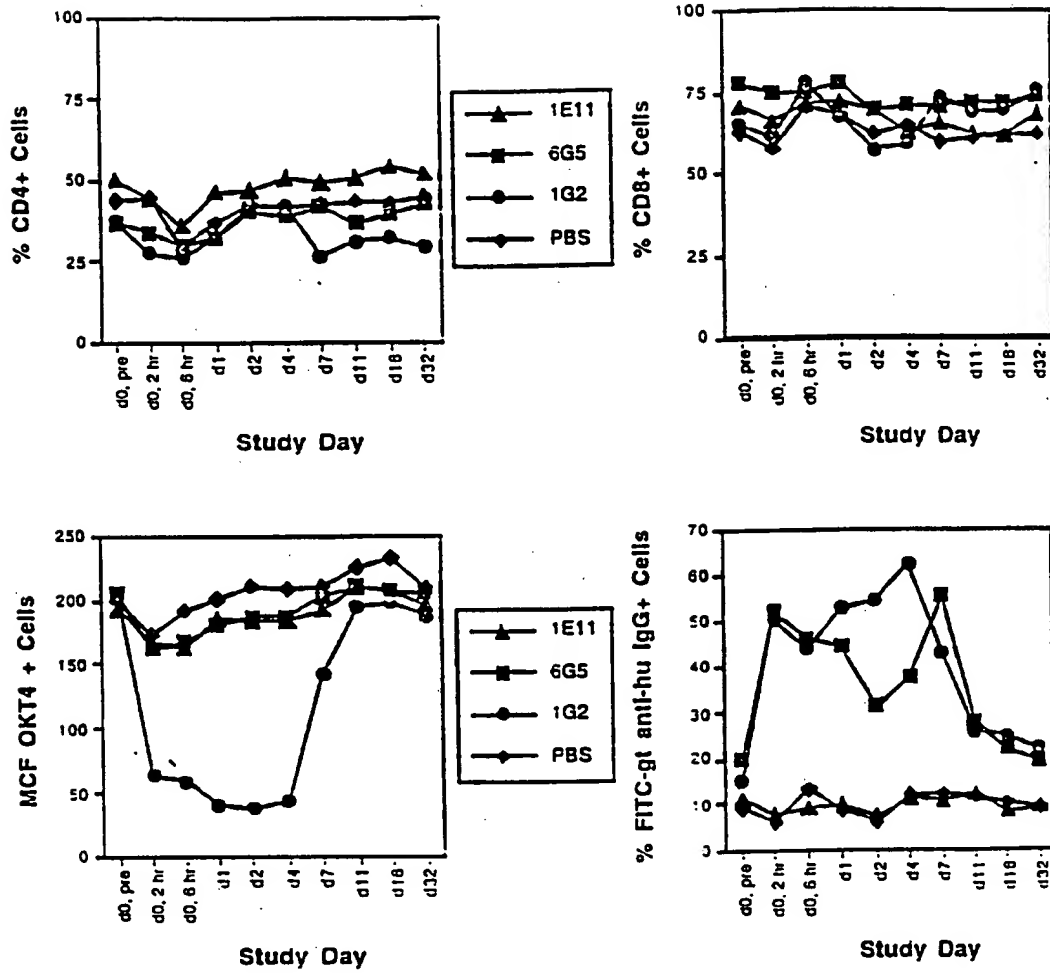 % CD4+ Cells
100
75
50
25
0
d0, pre
d0, 2 hr
d0, 6 hr
d1
d2
d4
d7
d11
d18
d32
Study Day
1E11
6G5
1G2
PBS
% CD8+ Cells
100
75
50
25
0
d0, pre
d0, 2 hr
d0, 6 hr
d1
d2
d4
d7
d11
d18
d32
Study Day
MCF OKT4 + Cells
250
200
150
100
50
0
d0, pre
d0, 2 hr
d0, 6 hr
d1
d2
d4
d7
d11
d18
d32
Study Day
1E11
6G5
1G2
PBS
% FITC-gt anti-hu IgG+ Cells
70
60
50
40
30
20
10
0
d0, pre
d0, 2 hr
d0, 6 hr
d1
d2
d4
d7
d11
d18
d32
Study Day